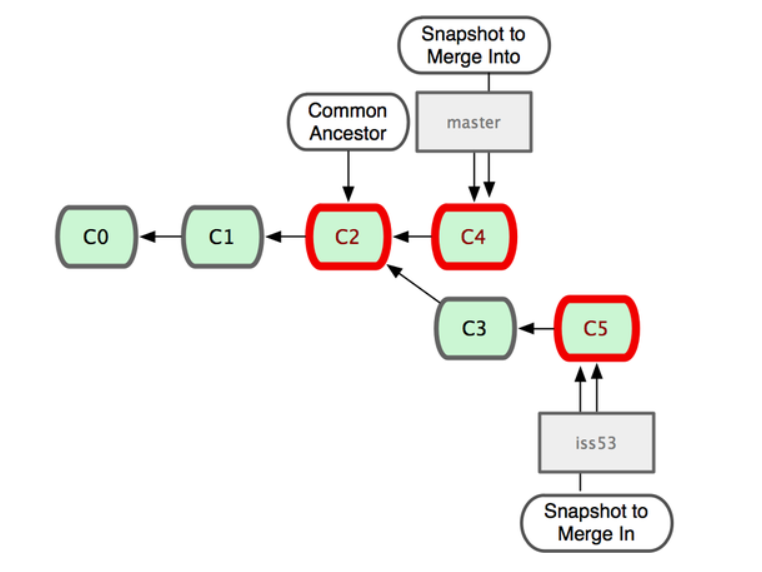 Snapshot to
Merge Into
Common
Ancestor
master
C0
C1
C2
C4
C3
C5
iss53
Snapshot to
Merge In